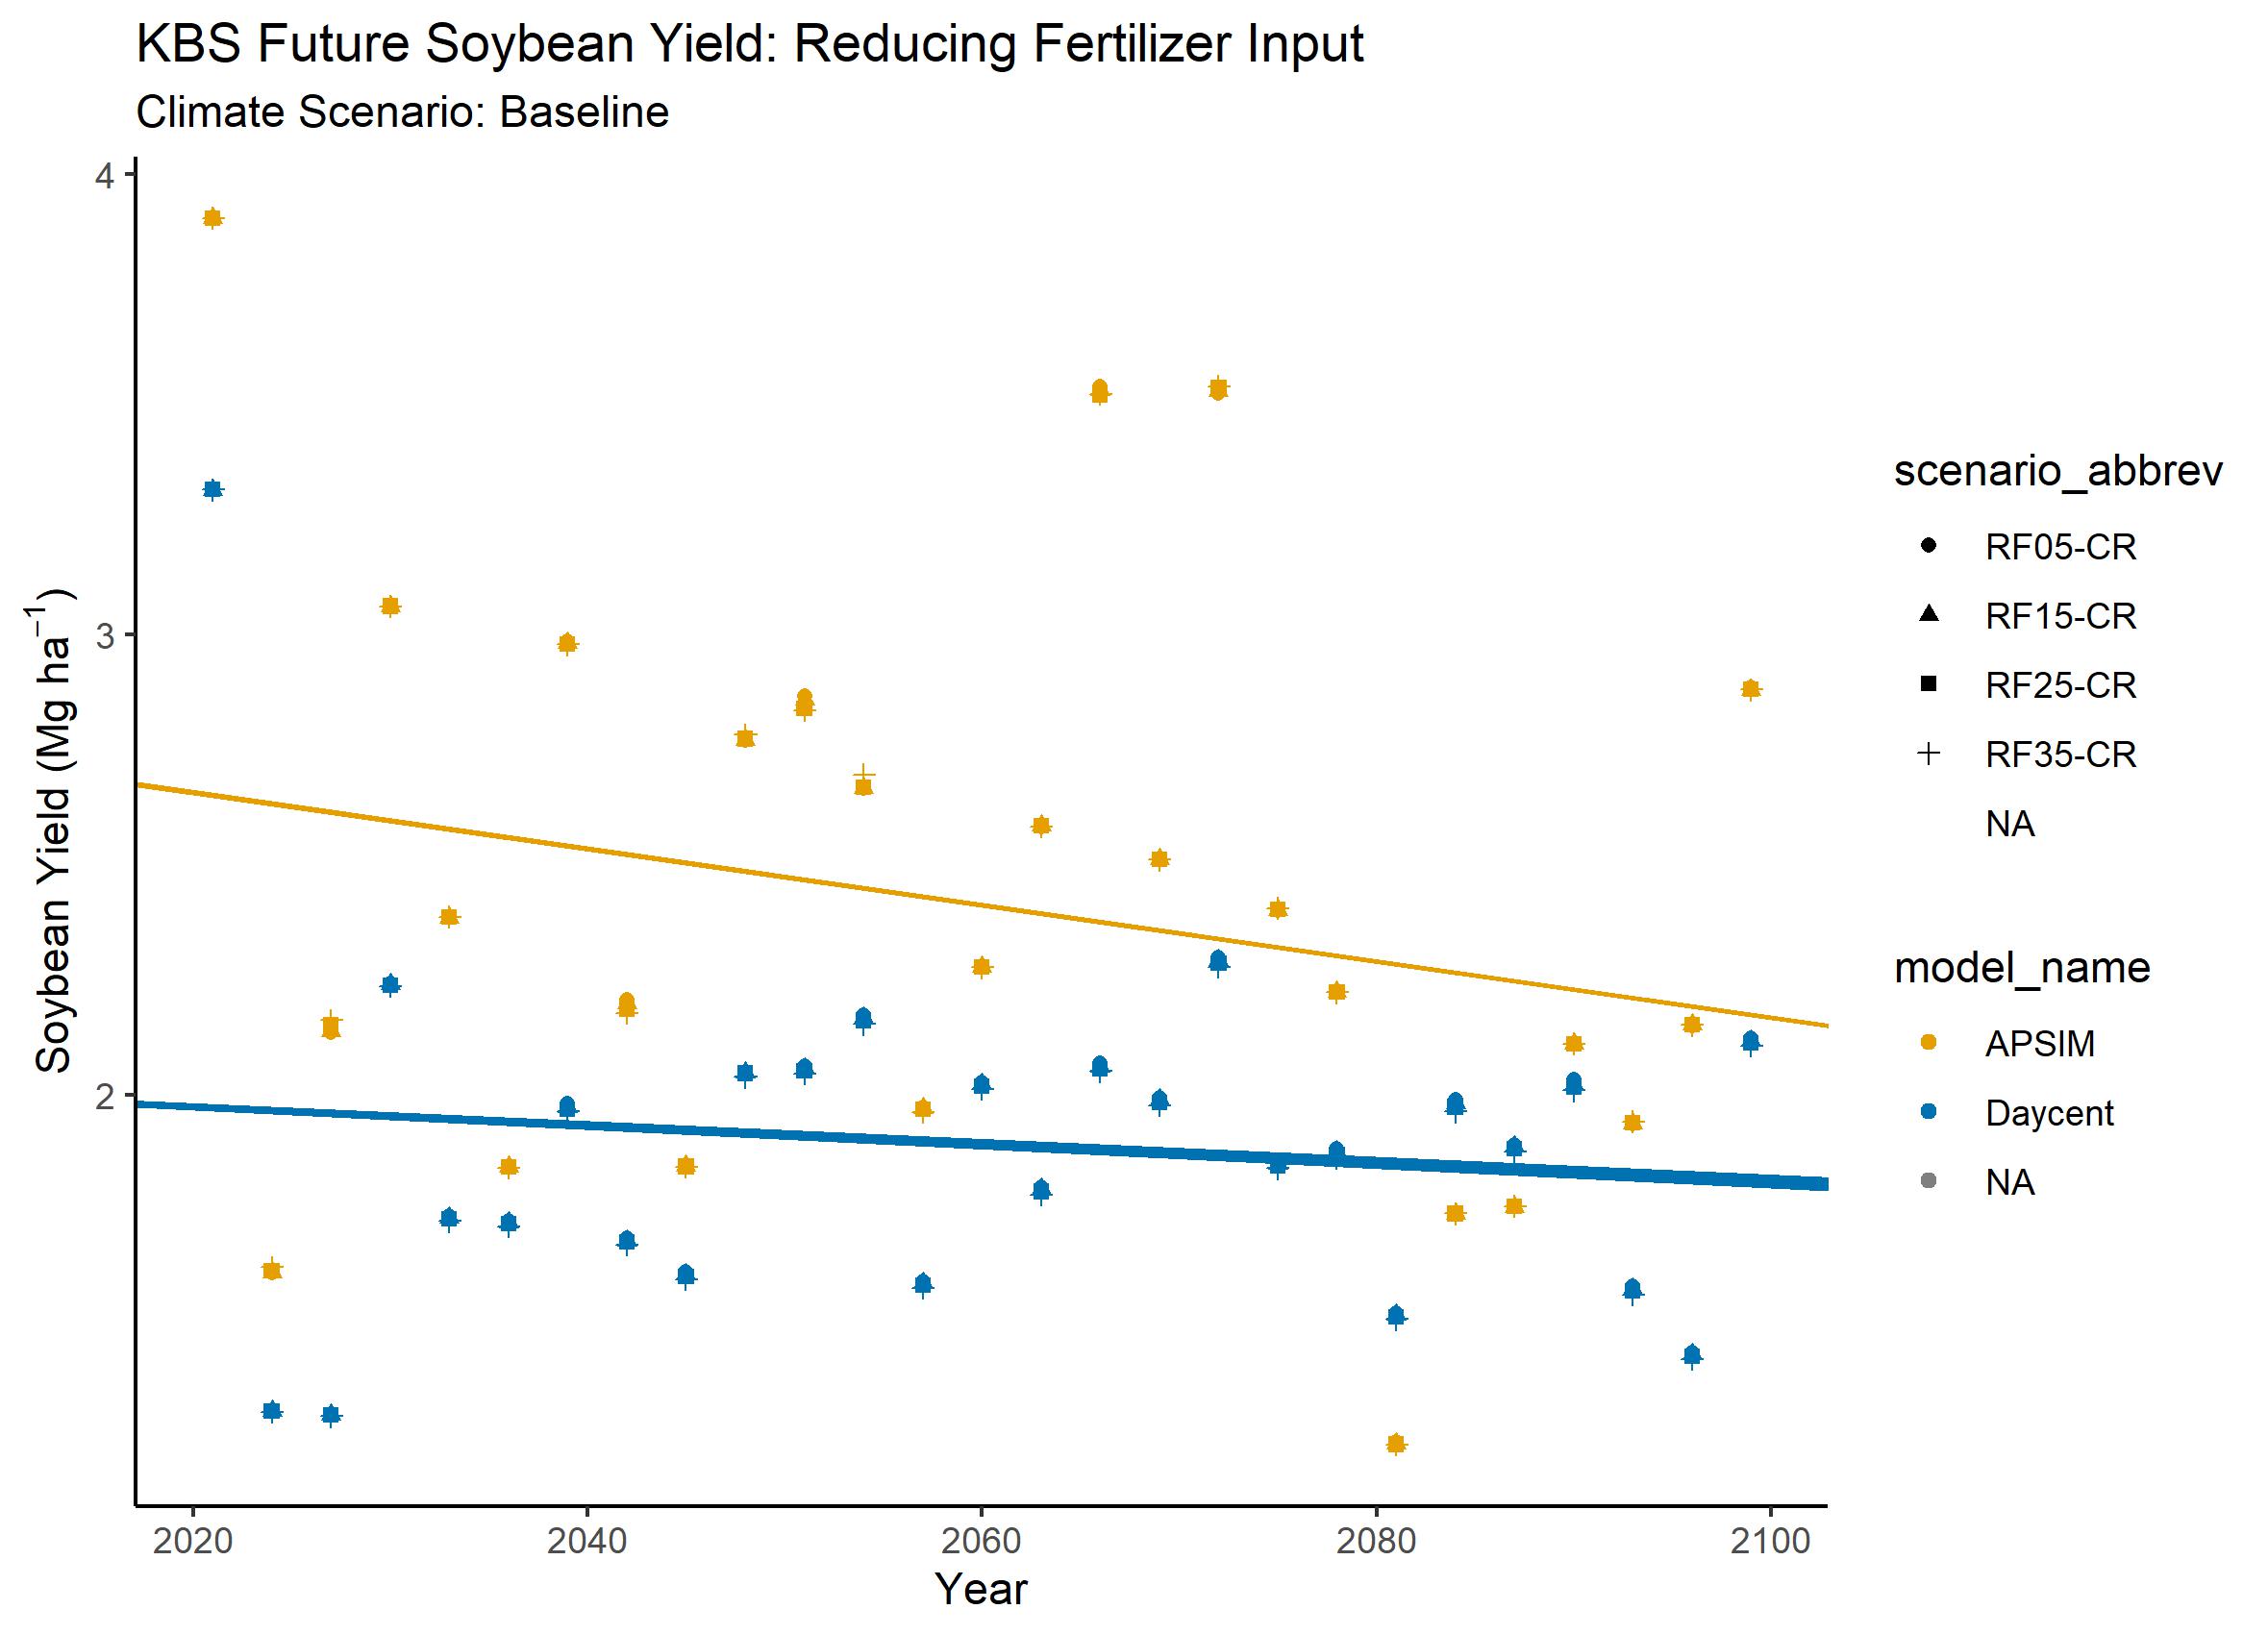 KBS Future Soybean Yield: Reducing Fertilizer Input
Climate Scenario: Baseline
Soybean Yield (Mg ha⁻¹)
4
3
2
2020
2040
2060
2080
2100
Year
scenario_abbrev
RF05-CR
RF15-CR
RF25-CR
RF35-CR
NA
model_name
APSIM
Daycent
NA